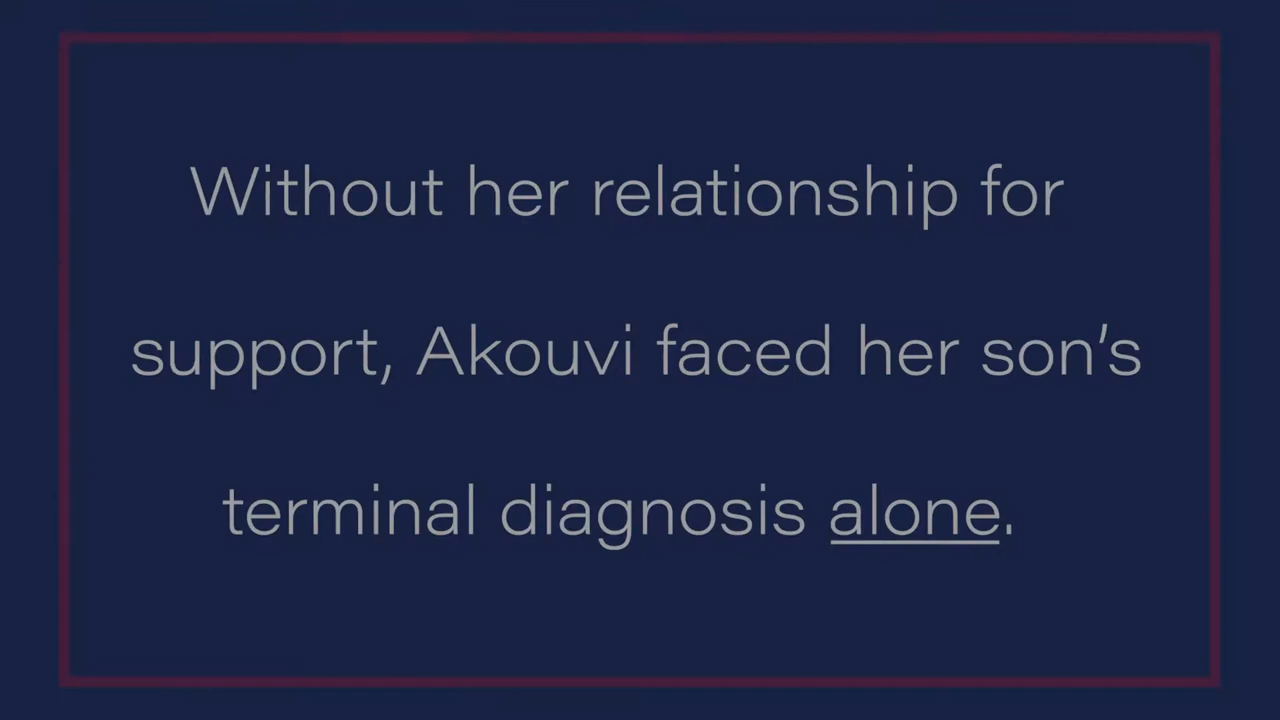 Without her relationship for
support, Akouvi faced her son’s
terminal diagnosis alone.